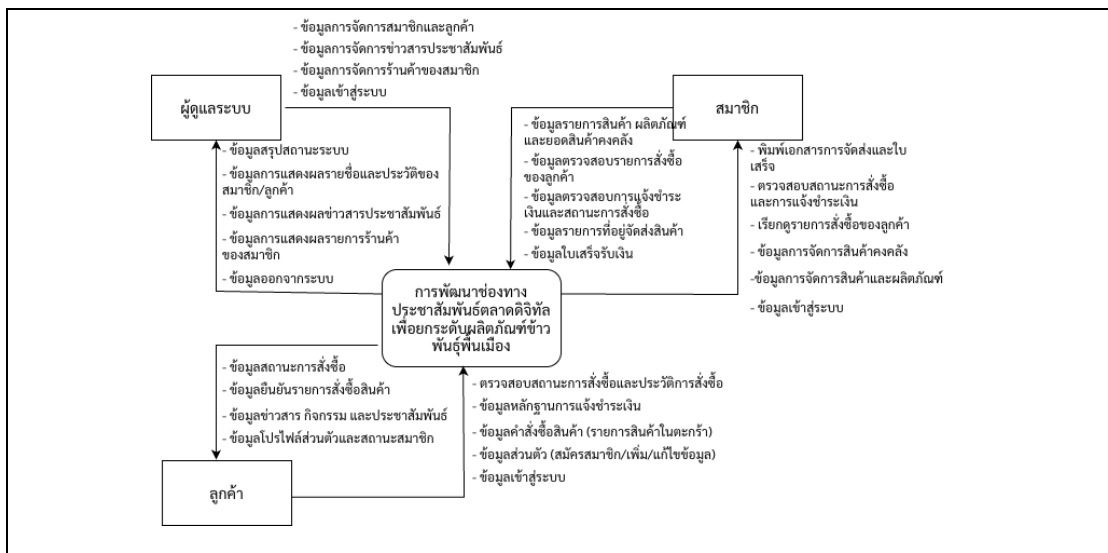 - ข้อมูลการจัดการสมาชิกและลูกค้า
- ข้อมูลการจัดการข่าวสารประชาสัมพันธ์
- ข้อมูลการจัดการร้านค้าของสมาชิก
- ข้อมูลเข้าสู่ระบบ
ผู้ดูแลระบบ
- ข้อมูลสรุปสถานะระบบ
- ข้อมูลการแสดงผลรายชื่อและประวัติของ
สมาชิก/ลูกค้า
- ข้อมูลการแสดงผลข่าวสารประชาสัมพันธ์
- ข้อมูลการแสดงผลรายการร้านค้า
ของสมาชิก
- ข้อมูลออกจากระบบ
สมาชิก
- ข้อมูลรายการสินค้า ผลิตภัณฑ์
และยอดสินค้าคงคลัง
- ข้อมูลตรวจสอบรายการสั่งซื้อ
ของลูกค้า
- ข้อมูลตรวจสอบการแจ้งชำระ
เงินและสถานะการสั่งซื้อ
- ข้อมูลรายการที่อยู่จัดส่งสินค้า
- ข้อมูลใบเสร็จรับเงิน
- พิมพ์เอกสารการจัดส่งและใบ
เสร็จ
- ตรวจสอบสถานะการสั่งซื้อ
และการแจ้งชำระเงิน
- เรียกดูรายการสั่งซื้อของลูกค้า
- ข้อมูลการจัดการสินค้าคงคลัง
-ข้อมูลการจัดการสินค้าและผลิตภัณฑ์
- ข้อมูลเข้าสู่ระบบ
การพัฒนาช่องทาง
ประชาสัมพันธ์ตลาดดิจิทัล
เพื่อยกระดับผลิตภัณฑ์ข้าว
พันธุ์พื้นเมือง
- ข้อมูลสถานะการสั่งซื้อ
- ข้อมูลยืนยันรายการสั่งซื้อสินค้า
- ข้อมูลข่าวสาร กิจกรรม และประชาสัมพันธ์
- ข้อมูลโปรไฟล์ส่วนตัวและสถานะสมาชิก
- ตรวจสอบสถานะการสั่งซื้อและประวัติการสั่งซื้อ
- ข้อมูลหลักฐานการแจ้งชำระเงิน
- ข้อมูลคำสั่งซื้อสินค้า (รายการสินค้าในตะกร้า)
- ข้อมูลส่วนตัว (สมัครสมาชิก/เพิ่ม/แก้ไขข้อมูล)
- ข้อมูลเข้าสู่ระบบ
ลูกค้า